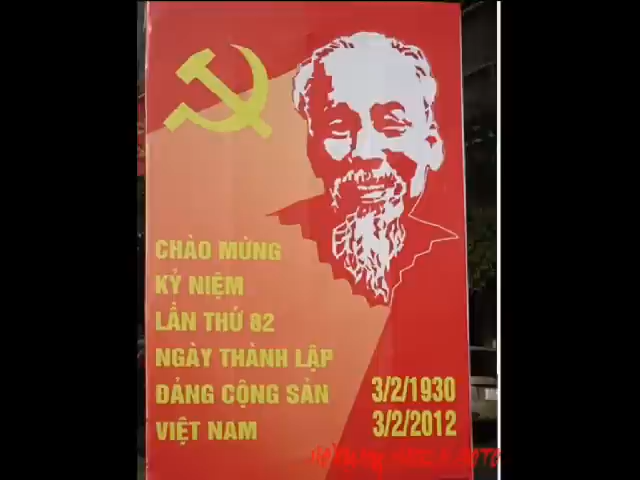 CHÀO MỪNG
KỶ NIỆM
LẦN THỨ 82
NGÀY THÀNH LẬP
ĐẢNG CỘNG SẢN
VIỆT NAM
3/2/1930
3/2/2012